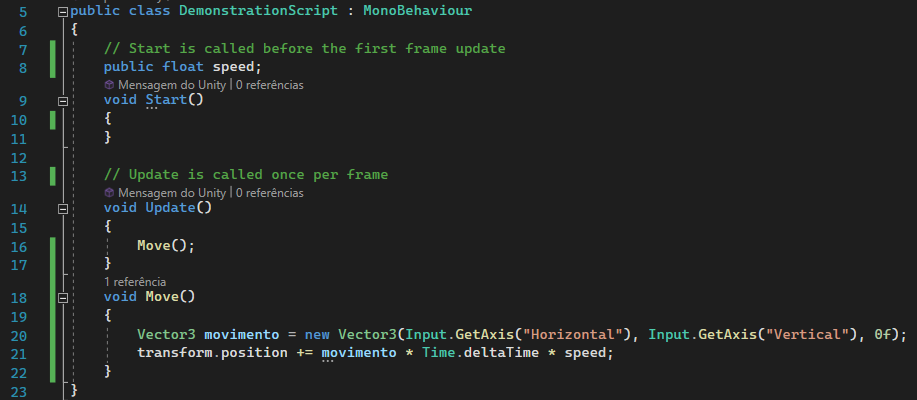 5 public class DemonstrationScript : MonoBehaviour
6 {
7 // Start is called before the first frame update
8 public float speed;
Mensagem do Unity | 0 referências
9 void Start()
10 {
11 }
12
13 // Update is called once per frame
Mensagem do Unity | 0 referências
14 void Update()
15 {
16 Move();
17 }
1 referência
18 void Move()
19 {
20 Vector3 movimento = new Vector3(Input.GetAxis("Horizontal"), Input.GetAxis("Vertical"), 0f);
21 transform.position += movimento * Time.deltaTime * speed;
22 }
23 }